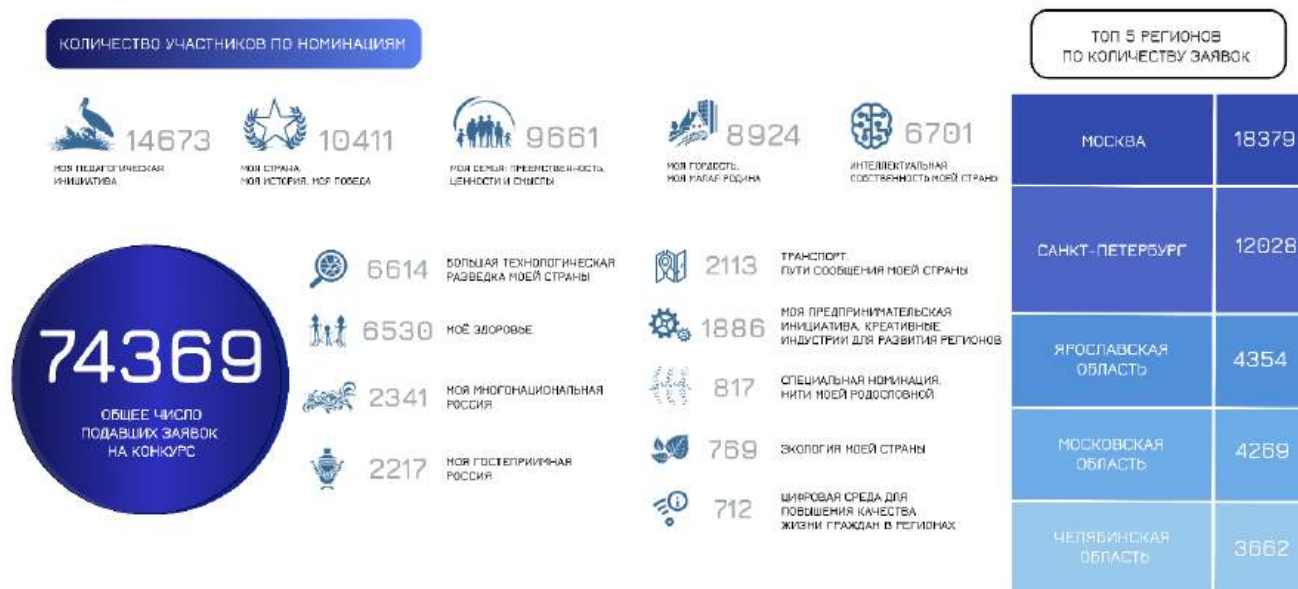 КОЛИЧЕСТВО УЧАСТНИКОВ ПО НОМИНАЦИЯМ
14673
МОЯ ПЕДАГОГИЧЕСКАЯ
ИНИЦИАТИВА
10411
МОЯ СТРАНА.
МОЯ ИСТОРИЯ. МОЯ ПОБЕДА
9661
МОЯ СЕМЬЯ: ПРЕЕМСТВЕННОСТЬ,
ЦЕННОСТИ И СМЫСЛЫ
8924
МОЯ ГОРДОСТЬ.
МОЯ МАЛАЯ РОДИНА
6701
ИНТЕЛЛЕКТУАЛЬНАЯ
СОБСТВЕННОСТЬ МОЕЙ СТРАНЫ
74369
ОБЩЕЕ ЧИСЛО
ПОДАВШИХ ЗАЯВОК
НА КОНКУРС
6614
БОЛЬШАЯ ТЕХНОЛОГИЧЕСКАЯ
РАЗВЕДКА МОЕЙ СТРАНЫ
6530
МОЁ ЗДОРОВЬЕ
2341
МОЯ МНОГОНАЦИОНАЛЬНАЯ
РОССИЯ
2217
МОЯ ГОСТЕПРИИМНАЯ
РОССИЯ
2113
ТРАНСПОРТ.
ПУТИ СООБЩЕНИЯ МОЕЙ СТРАНЫ
1886
МОЯ ПРЕДПРИНИМАТЕЛЬСКАЯ
ИНИЦИАТИВА. КРЕАТИВНЫЕ
ИНДУСТРИИ ДЛЯ РАЗВИТИЯ РЕГИОНОВ
817
СПЕЦИАЛЬНАЯ НОМИНАЦИЯ.
НИТИ МОЕЙ РОДОСЛОВНОЙ
769
ЭКОЛОГИЯ МОЕЙ СТРАНЫ
712
ЦИФРОВАЯ СРЕДА ДЛЯ
ПОВЫШЕНИЯ КАЧЕСТВА
ЖИЗНИ ГРАЖДАН В РЕГИОНАХ
ТОП 5 РЕГИОНОВ
ПО КОЛИЧЕСТВУ ЗАЯВОК
МОСКВА 18379
САНКТ-ПЕТЕРБУРГ 12028
ЯРОСЛАВСКАЯ
ОБЛАСТЬ
4354
МОСКОВСКАЯ
ОБЛАСТЬ
4269
ЧЕЛЯБИНСКАЯ
ОБЛАСТЬ
3662